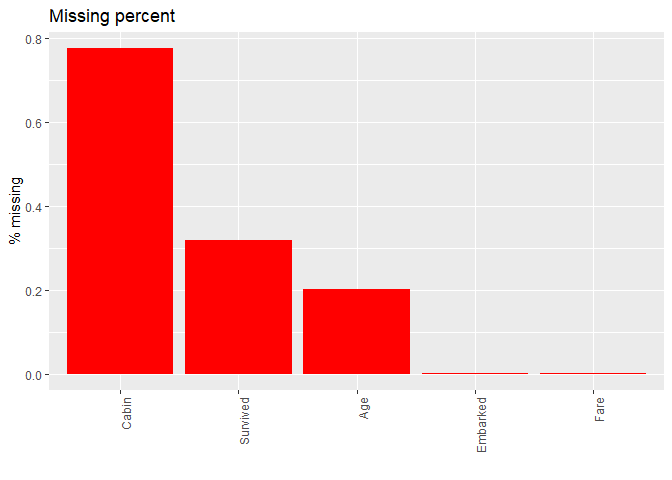 Missing percent
% missing
0.8
0.6
0.4
0.2
0.0
Cabin
Survived
Age
Embarked
Fare